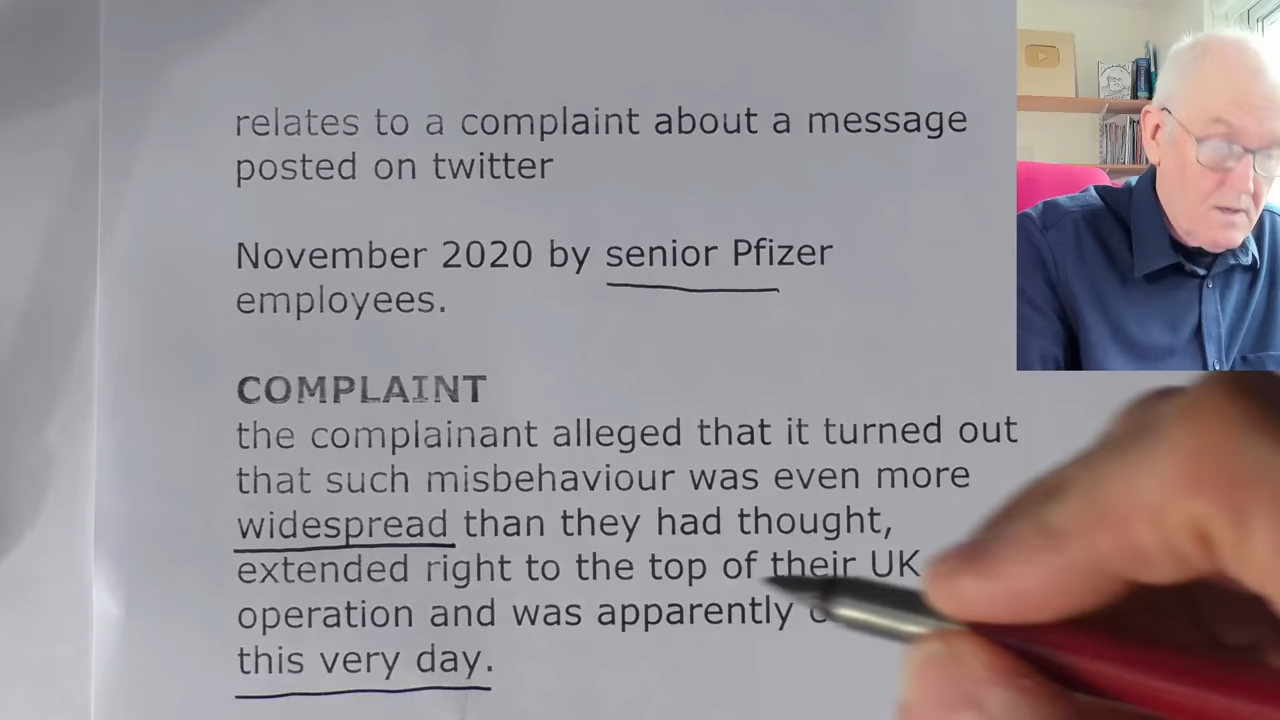 relates to a complaint about a message
posted on twitter
November 2020 by senior Pfizer
employees.
COMPLAINT
the complainant alleged that it turned out
that such misbehaviour was even more
widespread than they had thought,
extended right to the top of their UK
operation and was apparently
this very day.